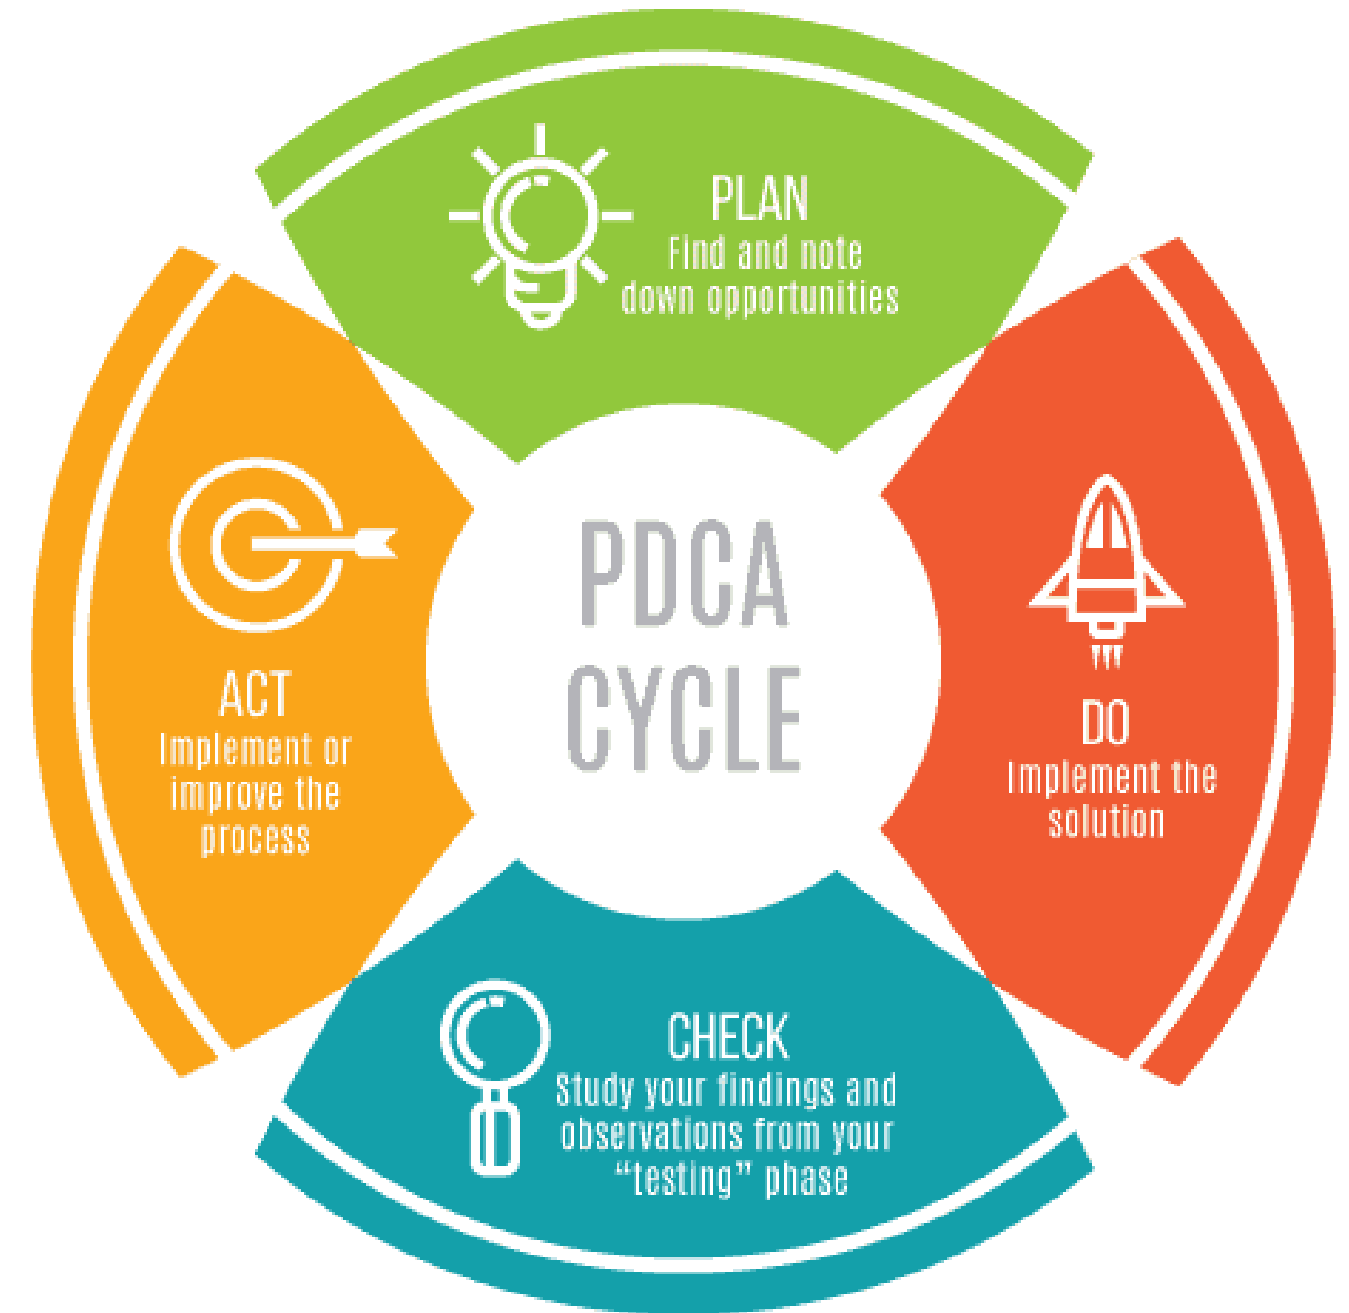 PLAN
Find and note
down opportunities
PDCA
CYCLE
DO
Implement the
solution
CHECK
Study your findings and
observations from your
“testing” phase
ACT
Implement or
improve the
process